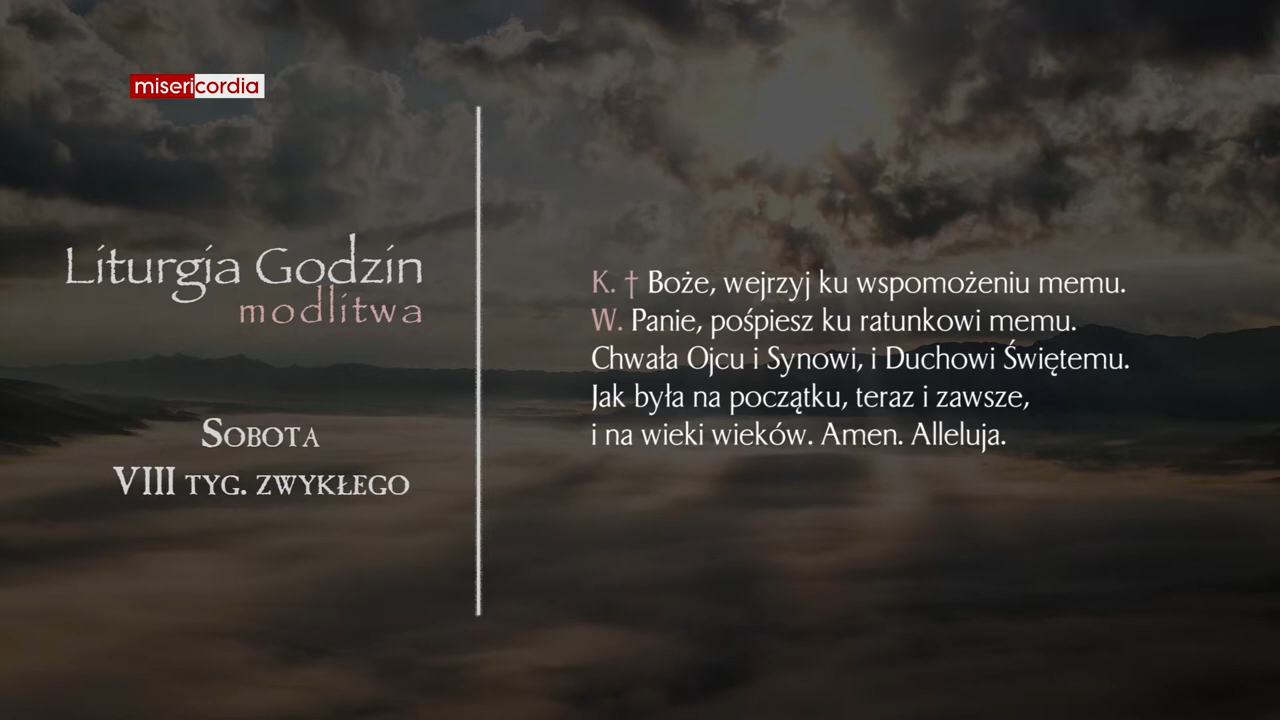 misericordia
Liturgia Godzin
modlitwa
Sobota
VIII tyg. zwykłego
K. † Boże, wejrzyj ku wspomożeniu memu.
W. Panie, pośpiesz ku ratunkowi memu.
Chwała Ojcu i Synowi, i Duchowi Świętemu.
Jak była na początku, teraz i zawsze,
i na wieki wieków. Amen. Alleluja.